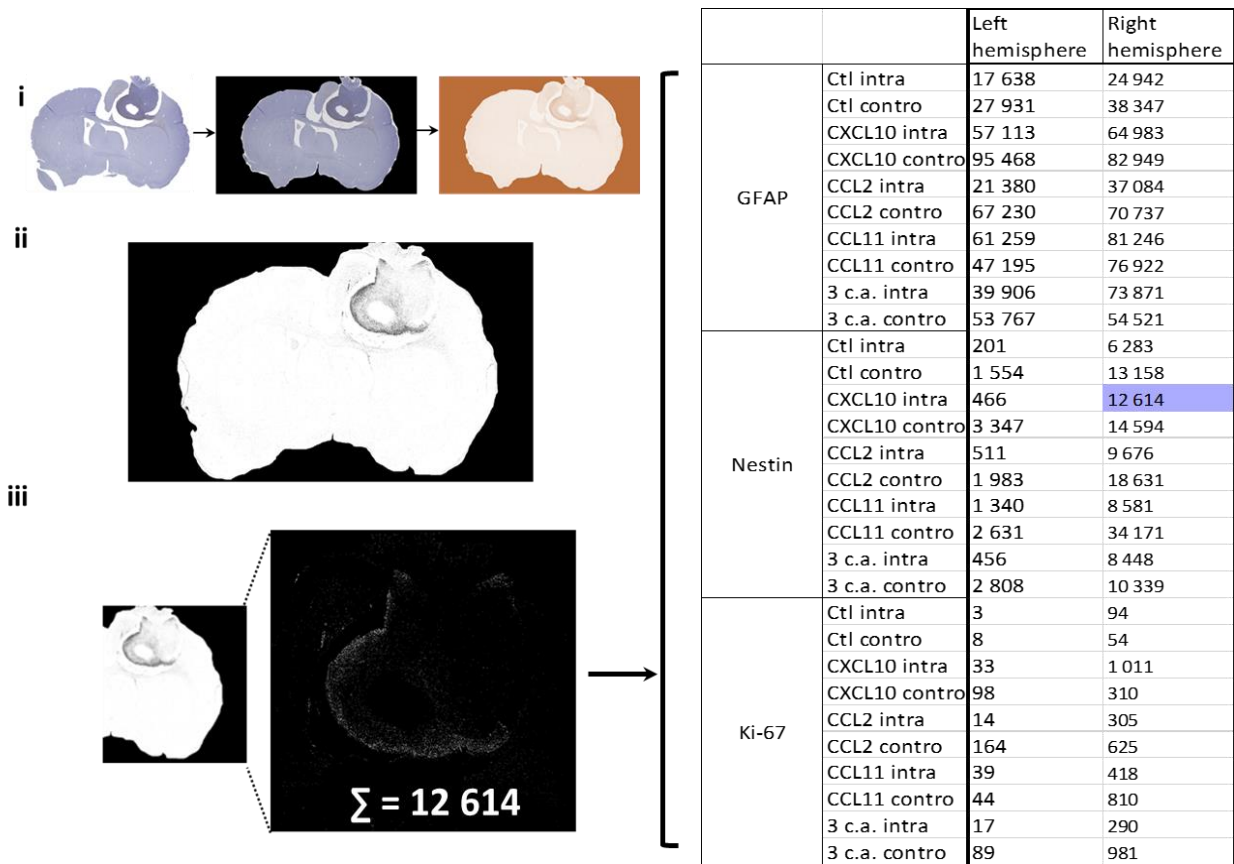 i
ii
iii
∑ = 12 614
Left hemisphere Right hemisphere
GFAP
Ctl intra 17 638 24 942
Ctl contro 27 931 38 347
CXCL10 intra 57 113 64 983
CXCL10 contro 95 468 82 949
CCL2 intra 21 380 37 084
CCL2 contro 67 230 70 737
CCL11 intra 61 259 81 246
CCL11 contro 47 195 76 922
3 c.a. intra 39 906 73 871
3 c.a. contro 53 767 54 521
Nestin
Ctl intra 201 6 283
Ctl contro 1 554 13 158
CXCL10 intra 466 12 614
CXCL10 contro 3 347 14 594
CCL2 intra 511 9 676
CCL2 contro 1 983 18 631
CCL11 intra 1 340 8 581
CCL11 contro 2 631 34 171
3 c.a. intra 456 8 448
3 c.a. contro 2 808 10 339
Ki-67
Ctl intra 3 94
Ctl contro 8 54
CXCL10 intra 33 1 011
CXCL10 contro 98 310
CCL2 intra 14 305
CCL2 contro 164 625
CCL11 intra 39 418
CCL11 contro 44 810
3 c.a. intra 17 290
3 c.a. contro 89 981